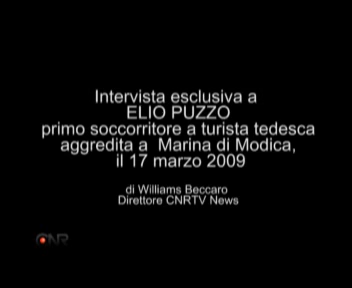 Intervista esclusiva a
ELIO PUZZO
primo soccorritore a turista tedesca
aggredita a Marina di Modica,
il 17 marzo 2009
di Williams Beccaro
Direttore CNRTV News
CNR